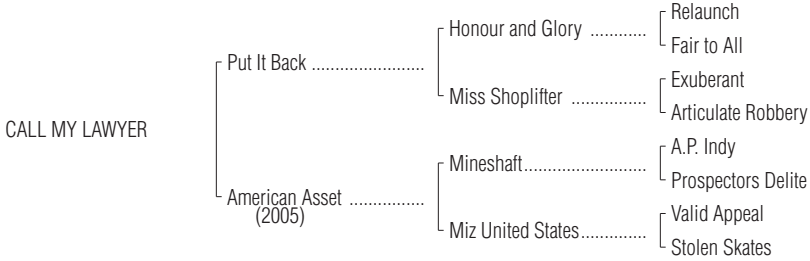 Relaunch
Honour and Glory ............
Fair to All
Put It Back ........................
Exuberant
Miss Shoplifter ................
Articulate Robbery
CALL MY LAWYER
A.P. Indy
Mineshaft..........................
Prospectors Delite
American Asset ................
(2005)
Valid Appeal
Miz United States..............
Stolen Skates